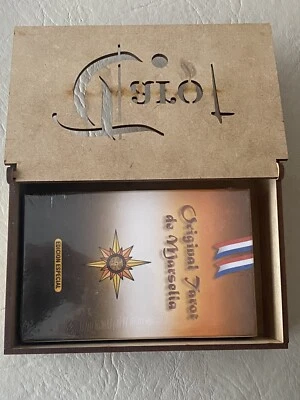 Tarot
Original Tarot
de Marsella
EDICION ESPECIAL